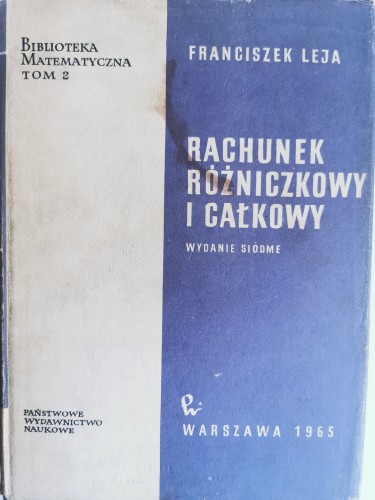 BIBLIOTEKA
MATEMATYCZNA
TOM 2
FRANCISZEK LEJA
RACHUNEK
RÓŻNICZKOWY
I CAŁKOWY
WYDANIE SIÓDME
PAŃSTWOWE
WYDAWNICTWO
NAUKOWE
WARSZAWA 1965